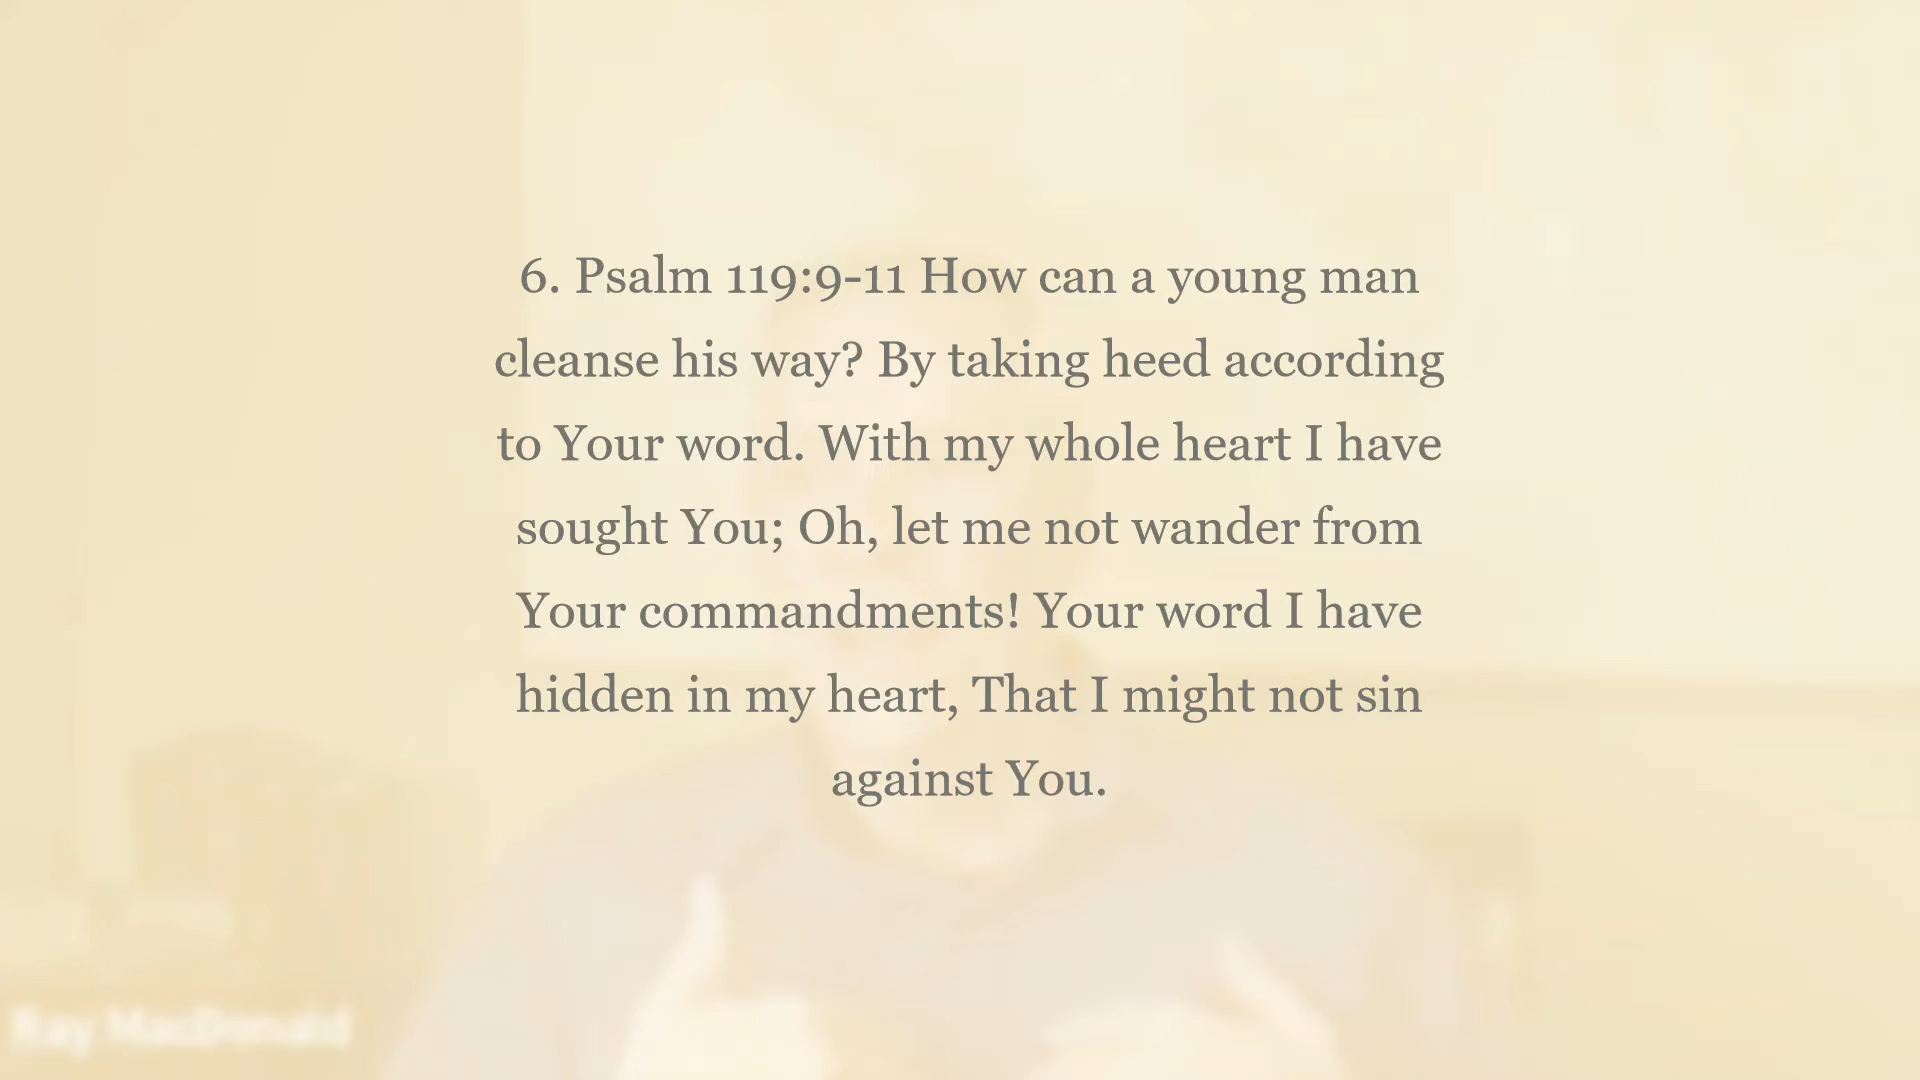 6. Psalm 119:9-11 How can a young man
cleanse his way? By taking heed according
to Your word. With my whole heart I have
sought You; Oh, let me not wander from
Your commandments! Your word I have
hidden in my heart, That I might not sin
against You.
Ray MacDonald